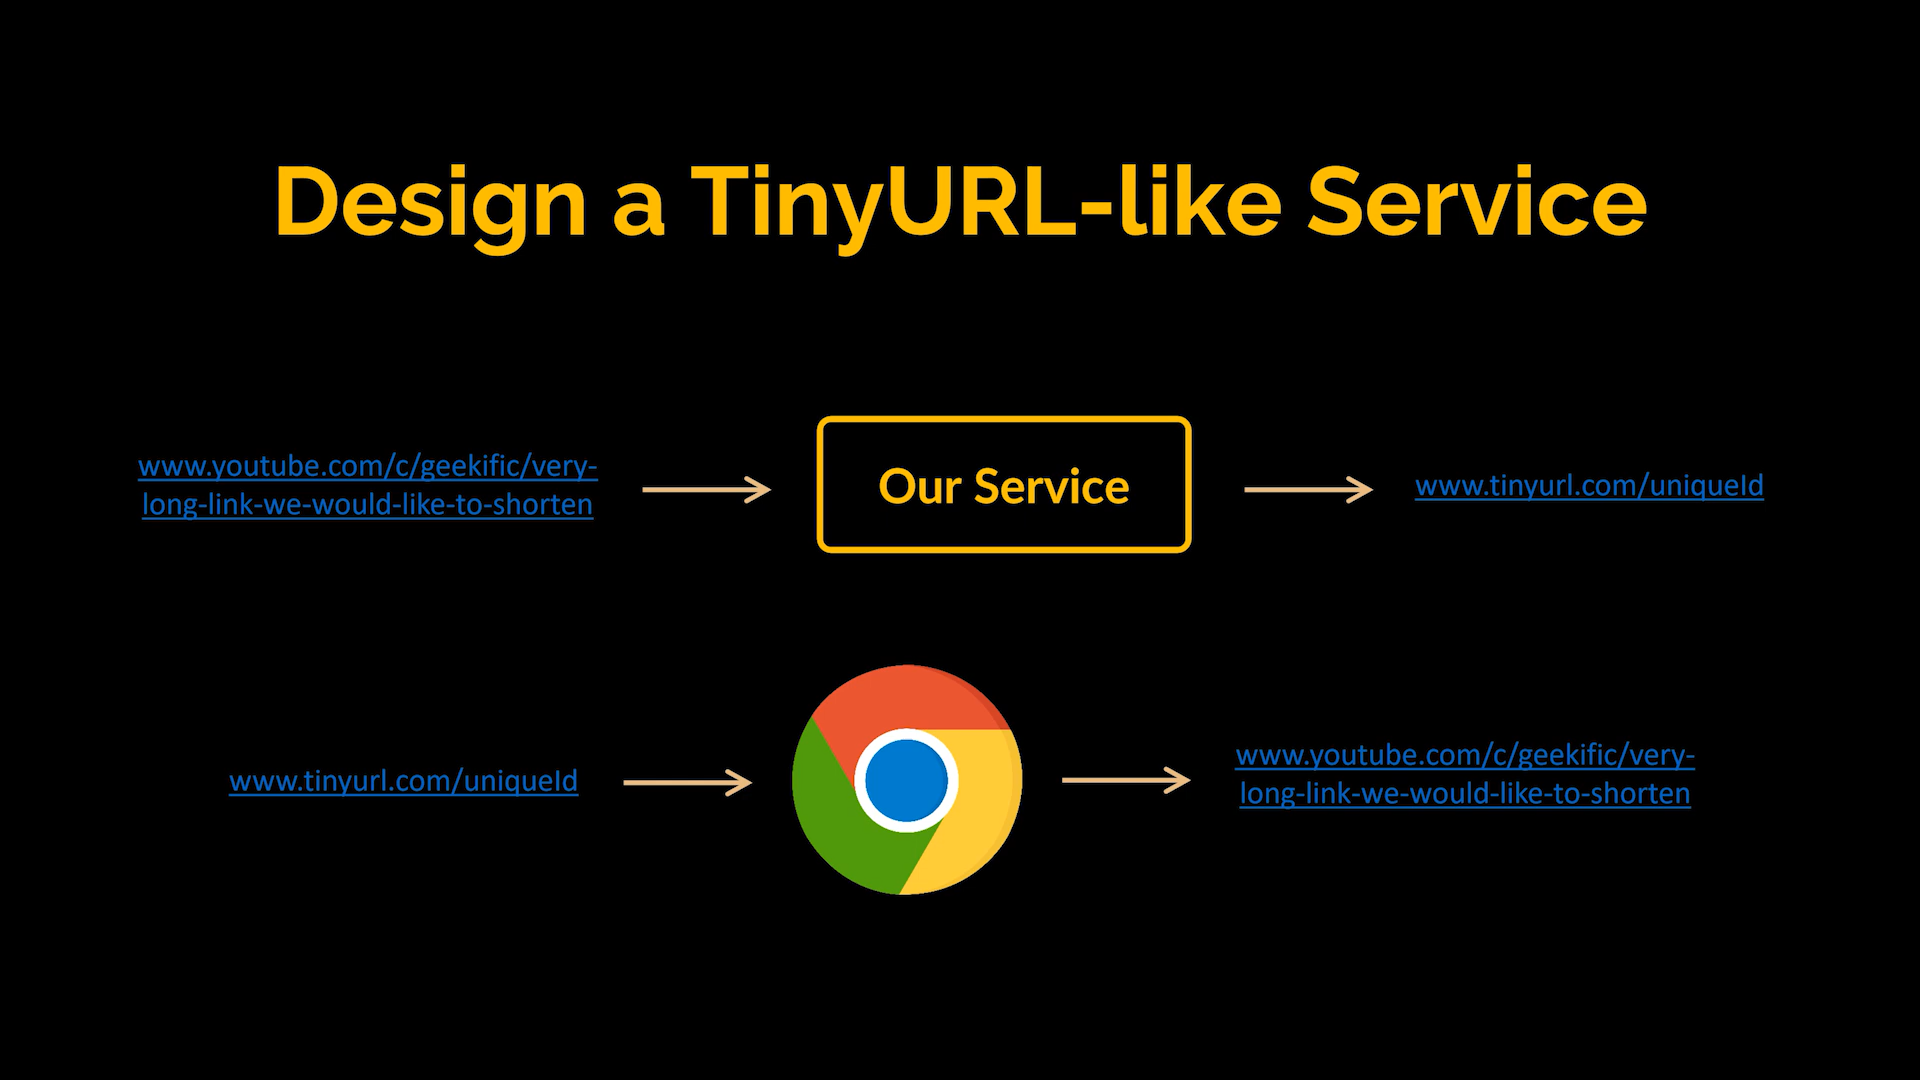 Design a TinyURL-like Service
www.youtube.com/c/geekific/very-
long-link-we-would-like-to-shorten
Our Service
www.tinyurl.com/uniqueId
www.tinyurl.com/uniqueId
www.youtube.com/c/geekific/very-
long-link-we-would-like-to-shorten